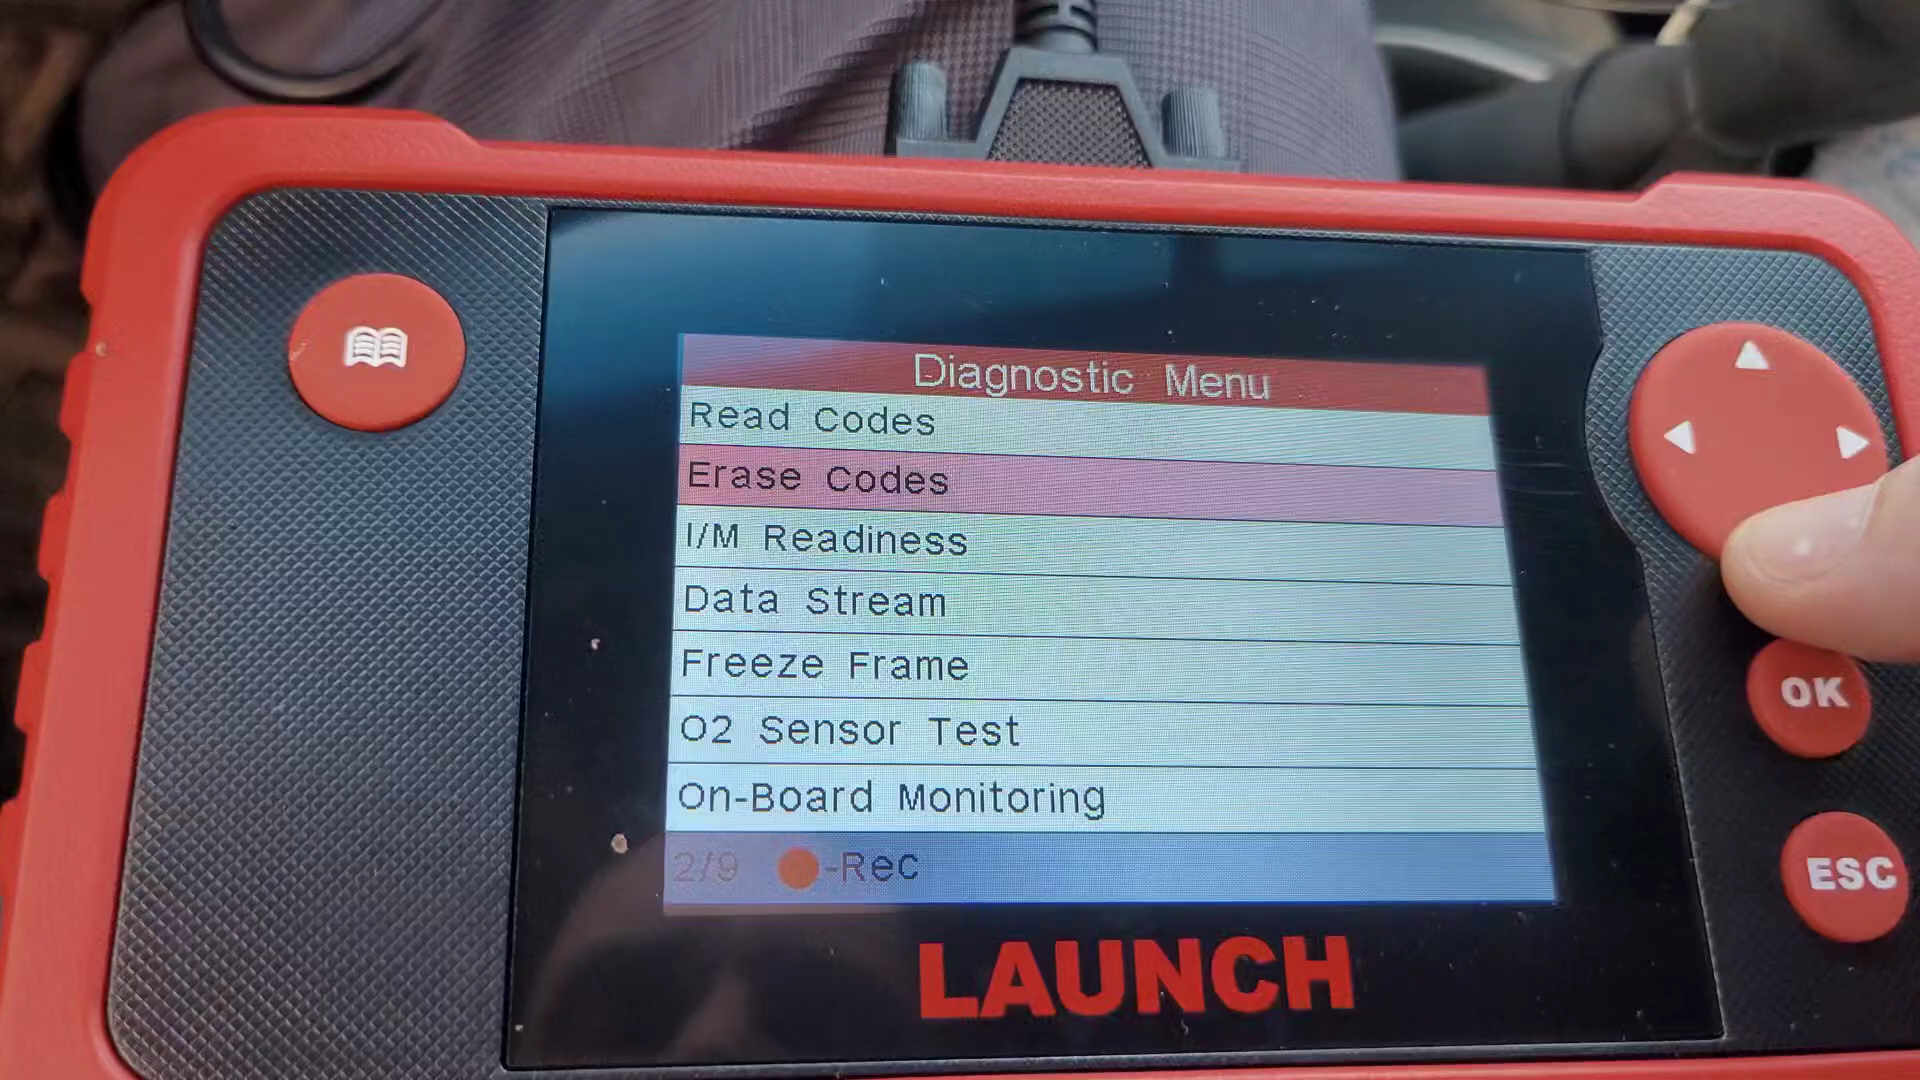 Diagnostic Menu
Read Codes
Erase Codes
I/M Readiness
Data Stream
Freeze Frame
O2 Sensor Test
On-Board Monitoring
2/9 -Rec
OK
ESC
LAUNCH